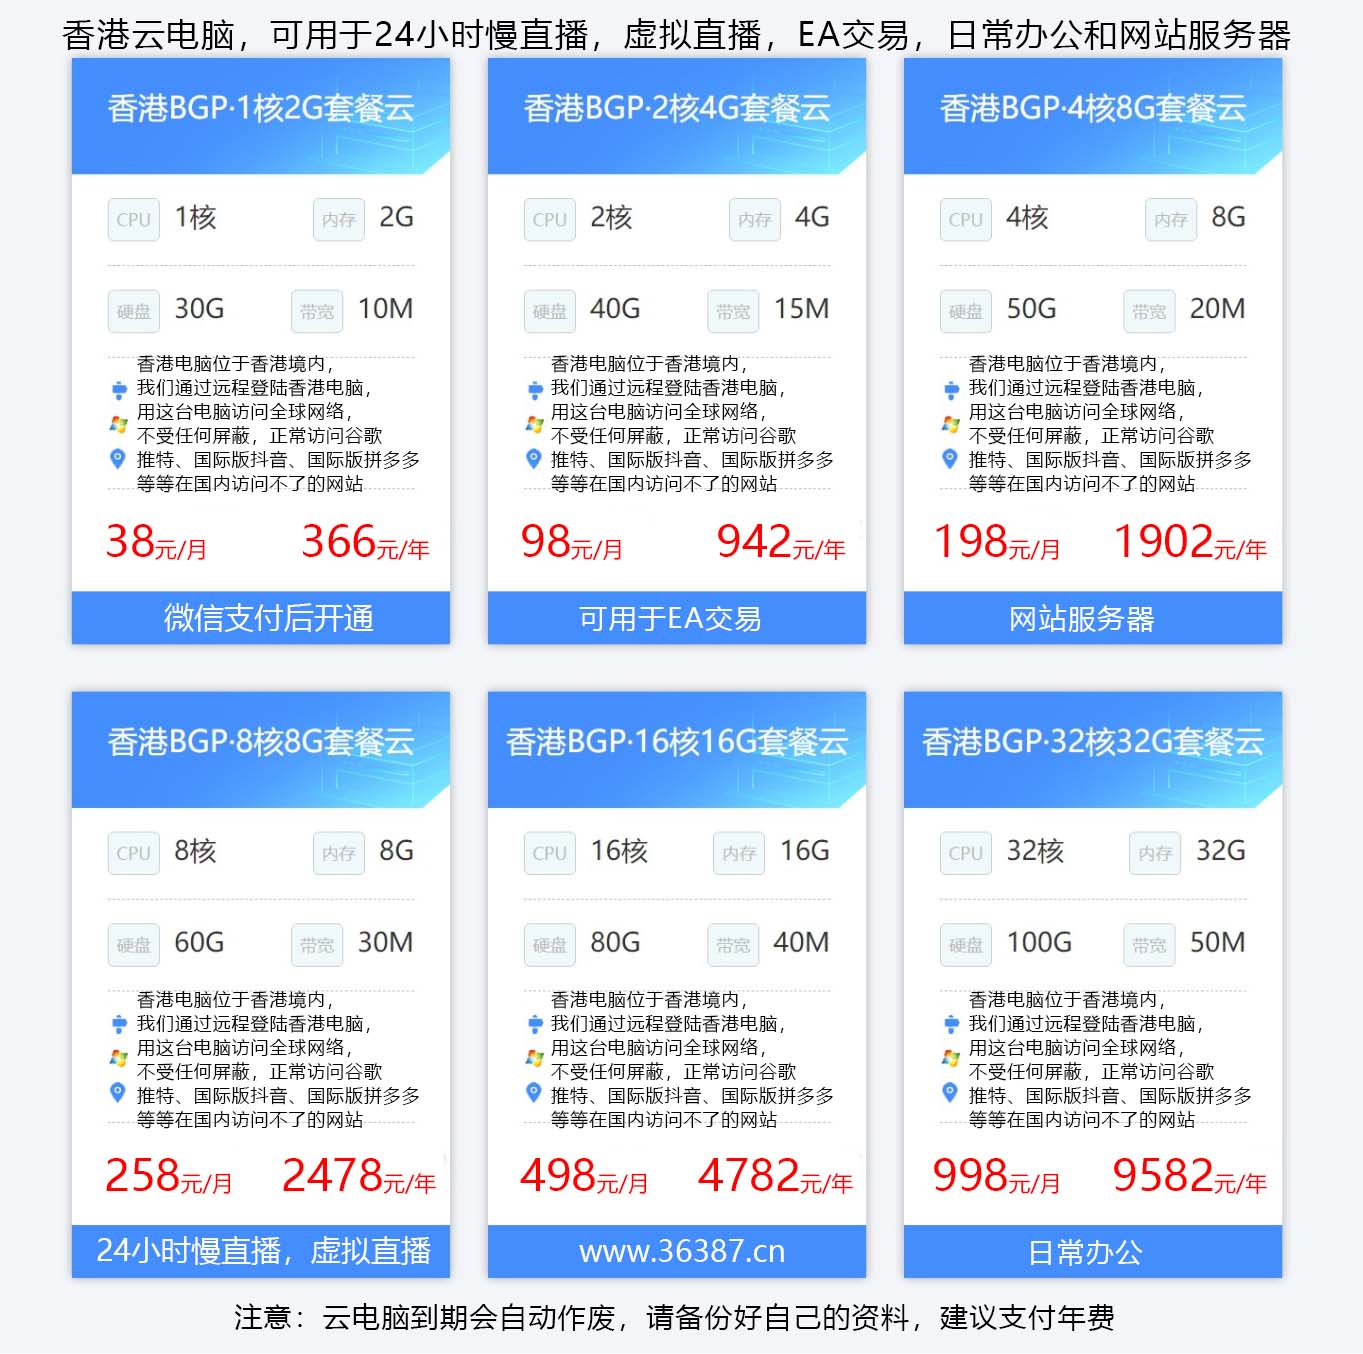 香港云电脑，可用于24小时慢直播，虚拟直播，EA交易，日常办公和网站服务器
香港BGP·1核2G套餐云
CPU 1核 内存 2G
硬盘 30G 带宽 10M
香港电脑位于香港境内，
我们通过远程登陆香港电脑，
用这台电脑访问全球网络，
不受任何屏蔽，正常访问谷歌
推特、国际版抖音、国际版拼多多
等等在国内访问不了的网站
38元/月 366元/年
微信支付后开通
香港BGP·2核4G套餐云
CPU 2核 内存 4G
硬盘 40G 带宽 15M
香港电脑位于香港境内，
我们通过远程登陆香港电脑，
用这台电脑访问全球网络，
不受任何屏蔽，正常访问谷歌
推特、国际版抖音、国际版拼多多
等等在国内访问不了的网站
98元/月 942元/年
可用于EA交易
香港BGP·4核8G套餐云
CPU 4核 内存 8G
硬盘 50G 带宽 20M
香港电脑位于香港境内，
我们通过远程登陆香港电脑，
用这台电脑访问全球网络，
不受任何屏蔽，正常访问谷歌
推特、国际版抖音、国际版拼多多
等等在国内访问不了的网站
198元/月 1902元/年
网站服务器
香港BGP·8核8G套餐云
CPU 8核 内存 8G
硬盘 60G 带宽 30M
香港电脑位于香港境内，
我们通过远程登陆香港电脑，
用这台电脑访问全球网络，
不受任何屏蔽，正常访问谷歌
推特、国际版抖音、国际版拼多多
等等在国内访问不了的网站
258元/月 2478元/年
24小时慢直播，虚拟直播
香港BGP·16核16G套餐云
CPU 16核 内存 16G
硬盘 80G 带宽 40M
香港电脑位于香港境内，
我们通过远程登陆香港电脑，
用这台电脑访问全球网络，
不受任何屏蔽，正常访问谷歌
推特、国际版抖音、国际版拼多多
等等在国内访问不了的网站
498元/月 4782元/年
www.36387.cn
香港BGP·32核32G套餐云
CPU 32核 内存 32G
硬盘 100G 带宽 50M
香港电脑位于香港境内，
我们通过远程登陆香港电脑，
用这台电脑访问全球网络，
不受任何屏蔽，正常访问谷歌
推特、国际版抖音、国际版拼多多
等等在国内访问不了的网站
998元/月 9582元/年
日常办公
注意：云电脑到期会自动作废，请备份好自己的资料，建议支付年费